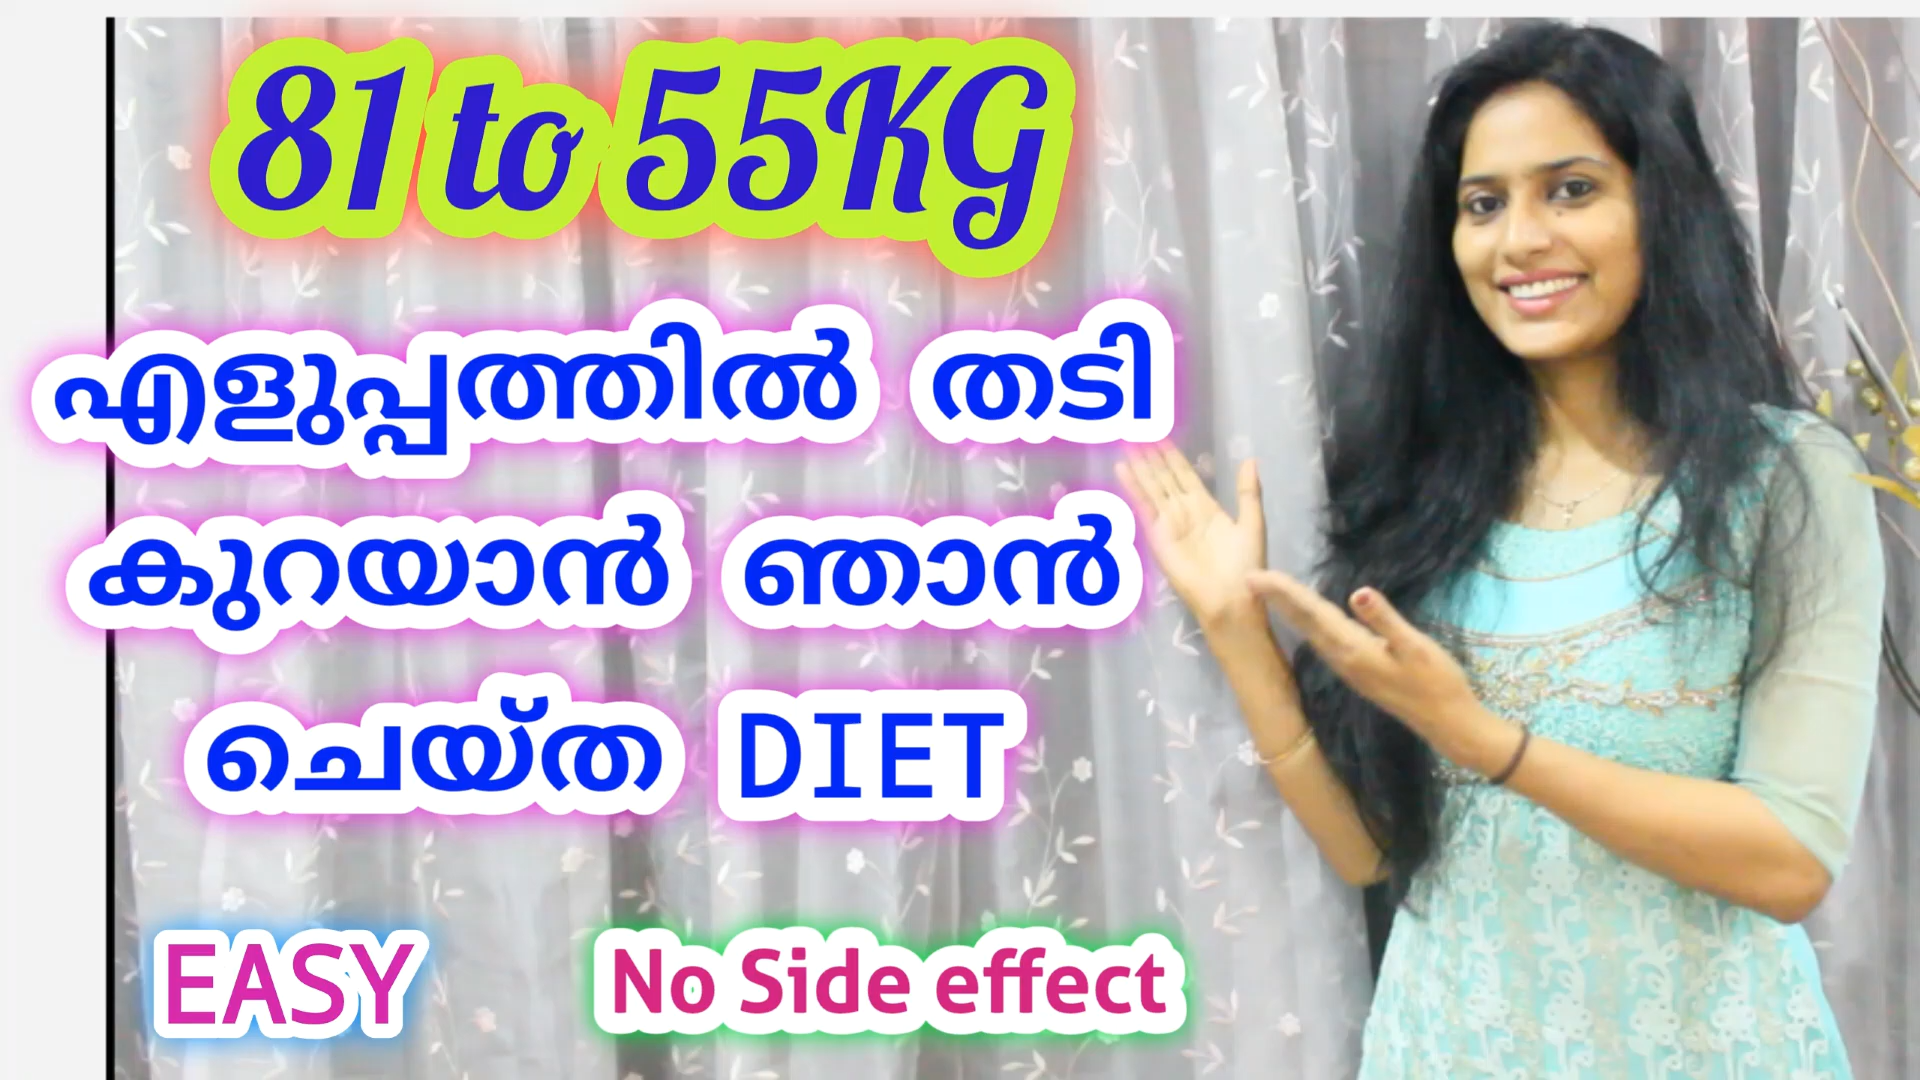 81 to 55KG
എളുപ്പത്തിൽ തടി
കുറയാൻ ഞാൻ
ചെയ്ത DIET
EASY No Side effect